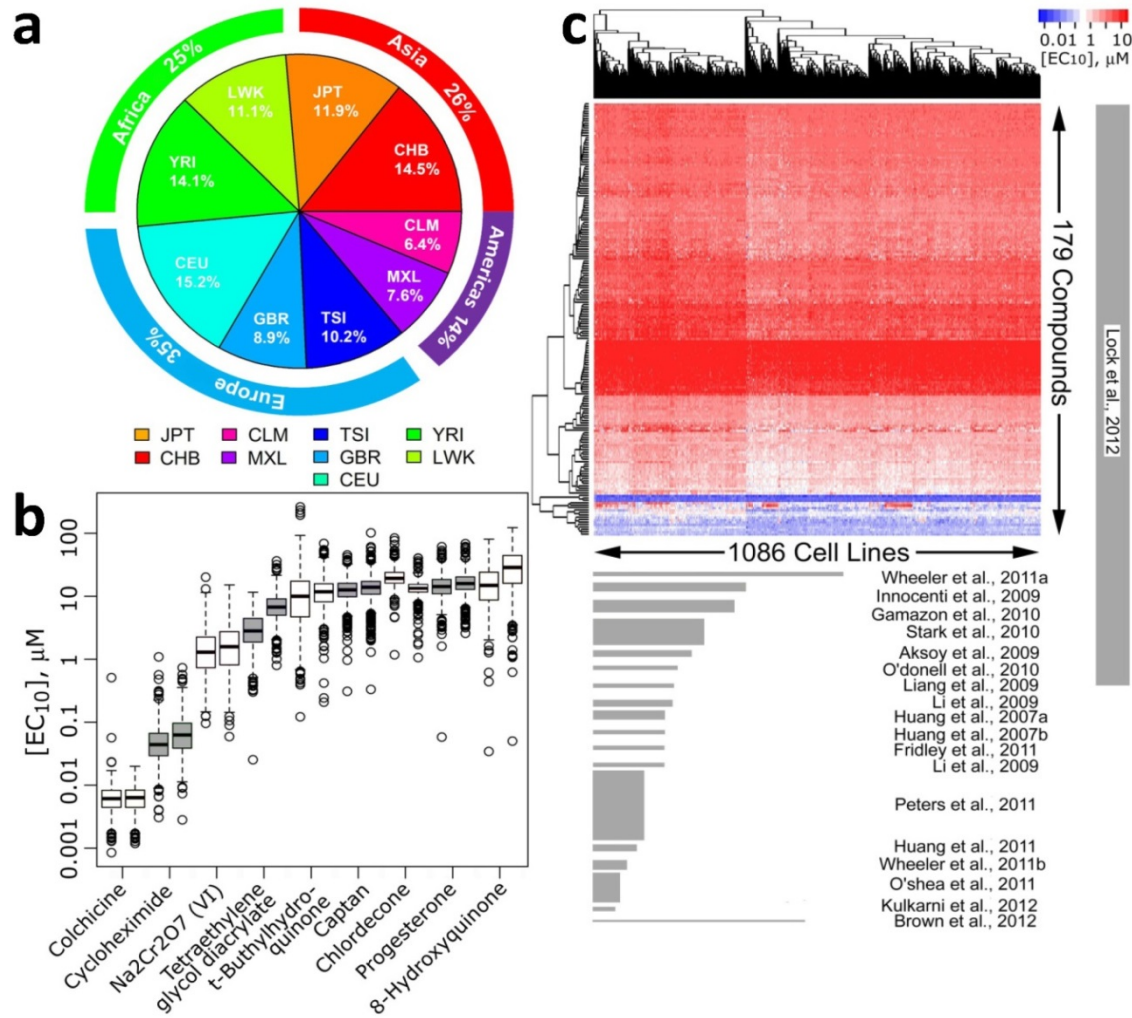 a
Africa 25%
Asia 26%
Americas 14%
Europe 35%
LWK
11.1%
JPT
11.9%
CHB
14.5%
CLM
6.4%
MXL
7.6%
TSI
10.2%
GBR
8.9%
CEU
15.2%
YRI
14.1%
JPT CLM TSI YRI
CHB MXL GBR LWK
CEU
b
[EC10], µM
100
10
1
0.1
0.01
0.001
Colchicine
Cycloheximide
Na2Cr2O7 (VI)
Tetraethylene
glycol diacrylate
t-Buthylhydro-
quinone
Captan
Chlordecone
Progesterone
8-Hydroxyquinone
c
0.01 1 10
[EC10], µM
179 Compounds
Lock et al., 2012
1086 Cell Lines
Wheeler et al., 2011a
Innocenti et al., 2009
Gamazon et al., 2010
Stark et al., 2010
Aksoy et al., 2009
O'donell et al., 2010
Liang et al., 2009
Li et al., 2009
Huang et al., 2007a
Huang et al., 2007b
Fridley et al., 2011
Li et al., 2009
Peters et al., 2011
Huang et al., 2011
Wheeler et al., 2011b
O'shea et al., 2011
Kulkarni et al., 2012
Brown et al., 2012